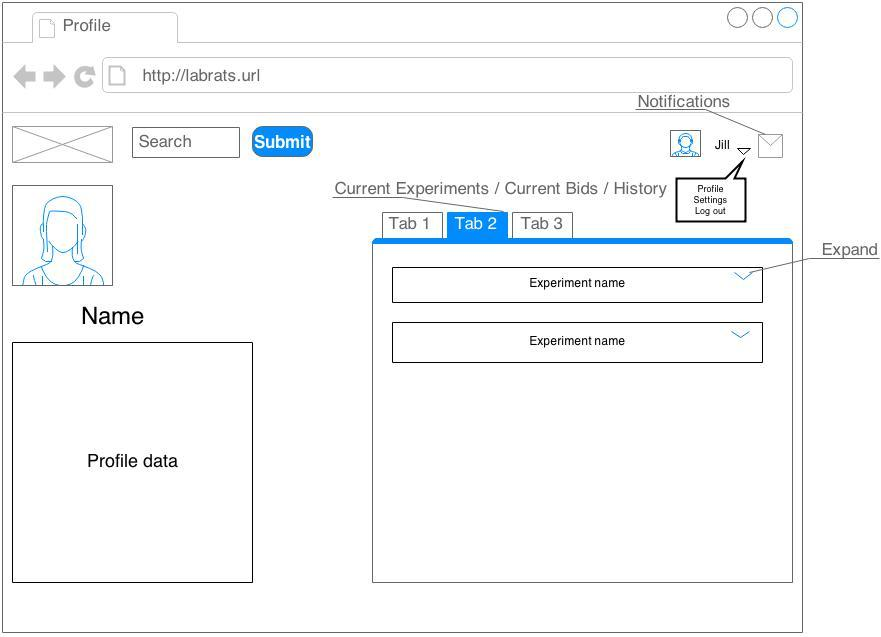 Profile
http://labrats.url
Notifications
Search
Submit
Jill
Profile
Settings
Log out
Current Experiments / Current Bids / History
Tab 1
Tab 2
Tab 3
Expand
Experiment name
Name
Experiment name
Profile data